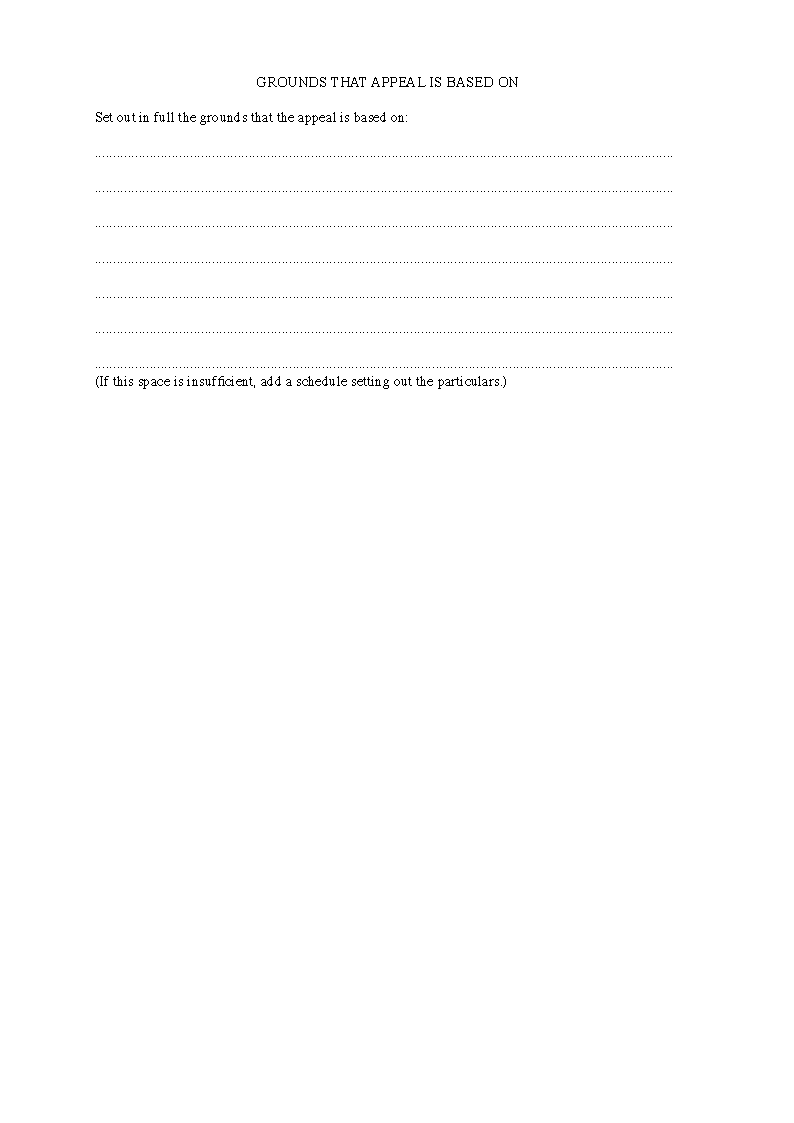 GROUNDS THAT APPEAL IS BASED ON
Set out in full the grounds that the appeal is based on:
................................................................................................................................................................
................................................................................................................................................................
................................................................................................................................................................
................................................................................................................................................................
................................................................................................................................................................
................................................................................................................................................................
................................................................................................................................................................
(If this space is insufficient, add a schedule setting out the particulars.)